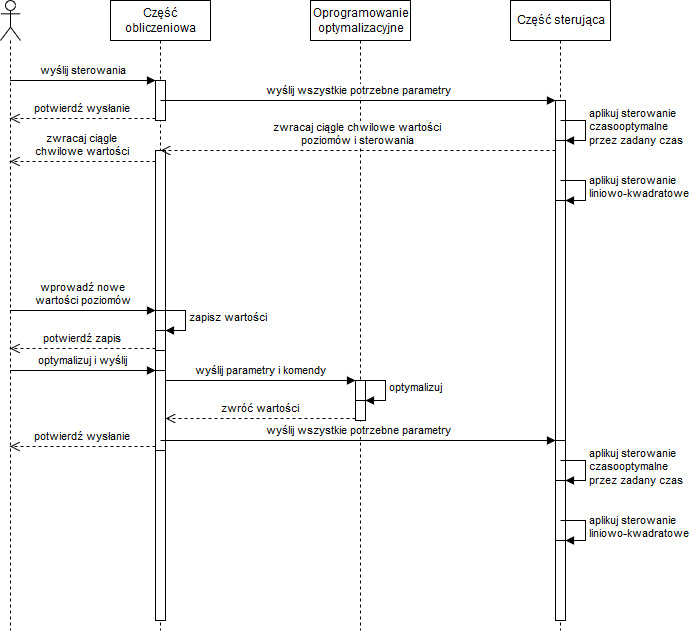 Część
obliczeniowa
Oprogramowanie
optymalizacyjne
Część sterująca
wyślij sterowania
wyślij wszystkie potrzebne parametry
potwierdź wysłanie
aplikuj sterowanie
czasooptymalne
przez zadany czas
zwracaj ciągle chwilowe wartości
poziomów i sterowania
zwracaj ciągle
chwilowe wartości
aplikuj sterowanie
liniowo-kwadratowe
wprowadź nowe
wartości poziomów
zapisz wartości
potwierdź zapis
optymalizuj i wyślij
wyślij parametry i komendy
optymalizuj
zwróć wartości
wyślij wszystkie potrzebne parametry
potwierdź wysłanie
aplikuj sterowanie
czasooptymalne
przez zadany czas
aplikuj sterowanie
liniowo-kwadratowe